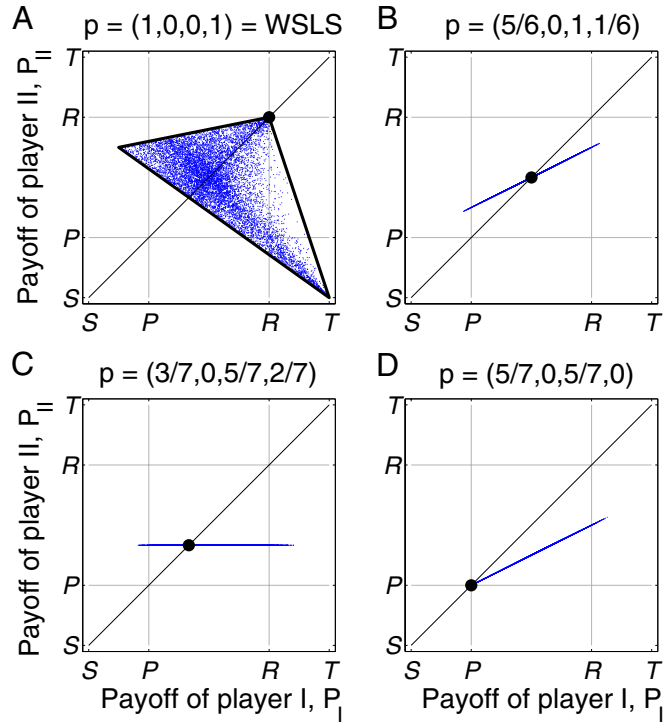 A p = (1,0,0,1) = WSLS
B p = (5/6,0,1,1/6)
T
R
P
S
S P R T
T
R
P
S
S P R T
Payoff of player II, P_II
C p = (3/7,0,5/7,2/7)
D p = (5/7,0,5/7,0)
T
R
P
S
S P R T
T
R
P
S
S P R T
Payoff of player II, P_II
Payoff of player I, P_I
Payoff of player I, P_I